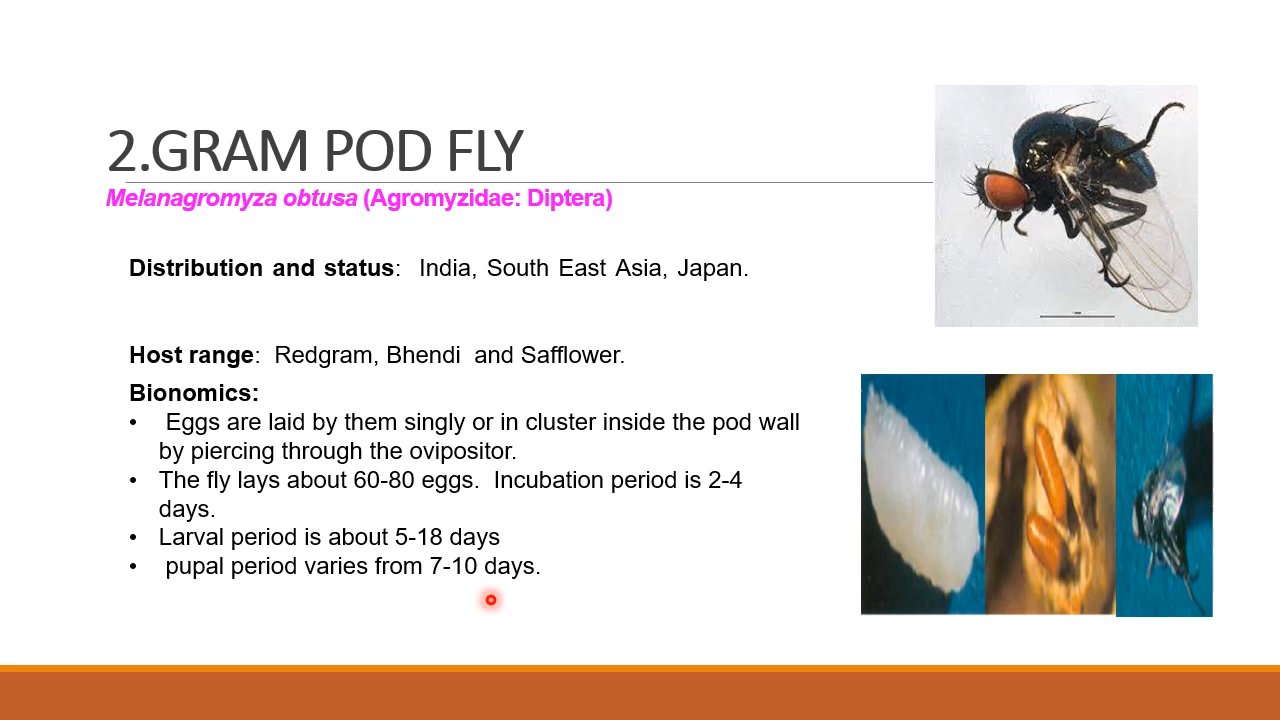 2.GRAM POD FLY
Melanagromyza obtusa (Agromyzidae: Diptera)
Distribution and status: India, South East Asia, Japan.
Host range: Redgram, Bhendi and Safflower.
Bionomics:
• Eggs are laid by them singly or in cluster inside the pod wall
by piercing through the ovipositor.
• The fly lays about 60-80 eggs. Incubation period is 2-4
days.
• Larval period is about 5-18 days
• pupal period varies from 7-10 days.